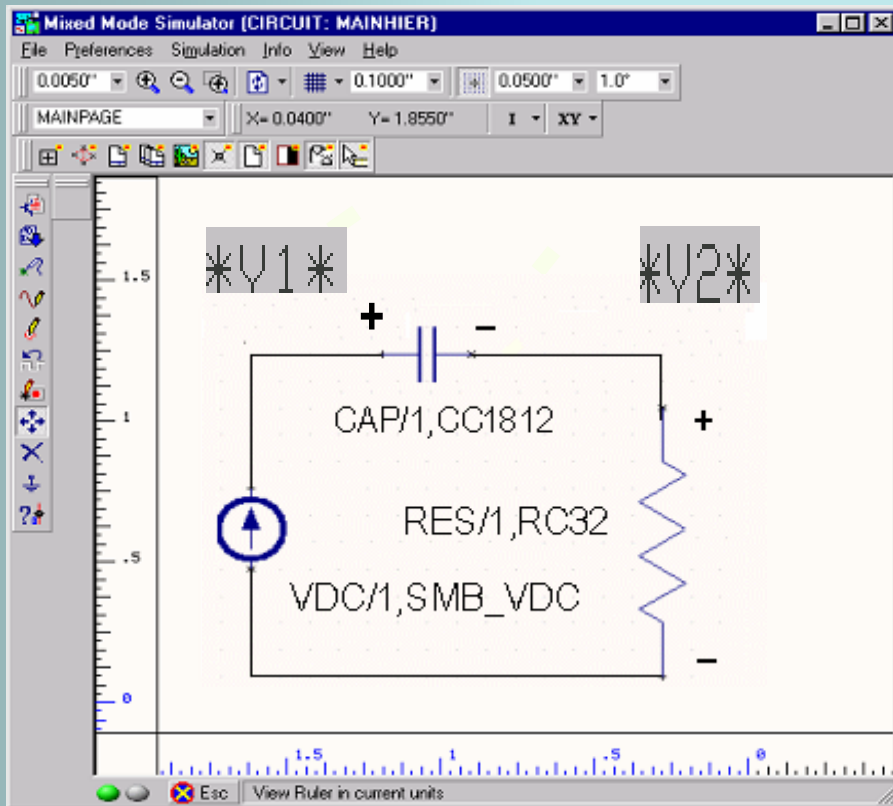 Mixed Mode Simulator (CIRCUIT: MAINHIER)
File Preferences Simulation Info View Help
0.0050" 0.1000" 0.0500" 1.0°
MAINPAGE X= 0.0400" Y= 1.8550" I XY
*V1* *V2*
1.5
+ −
CAP/1,CC1812
1 +
RES/1,RC32
.5
VDC/1,SMB_VDC
−
0
1.5 1 .5 0
Esc View Ruler in current units